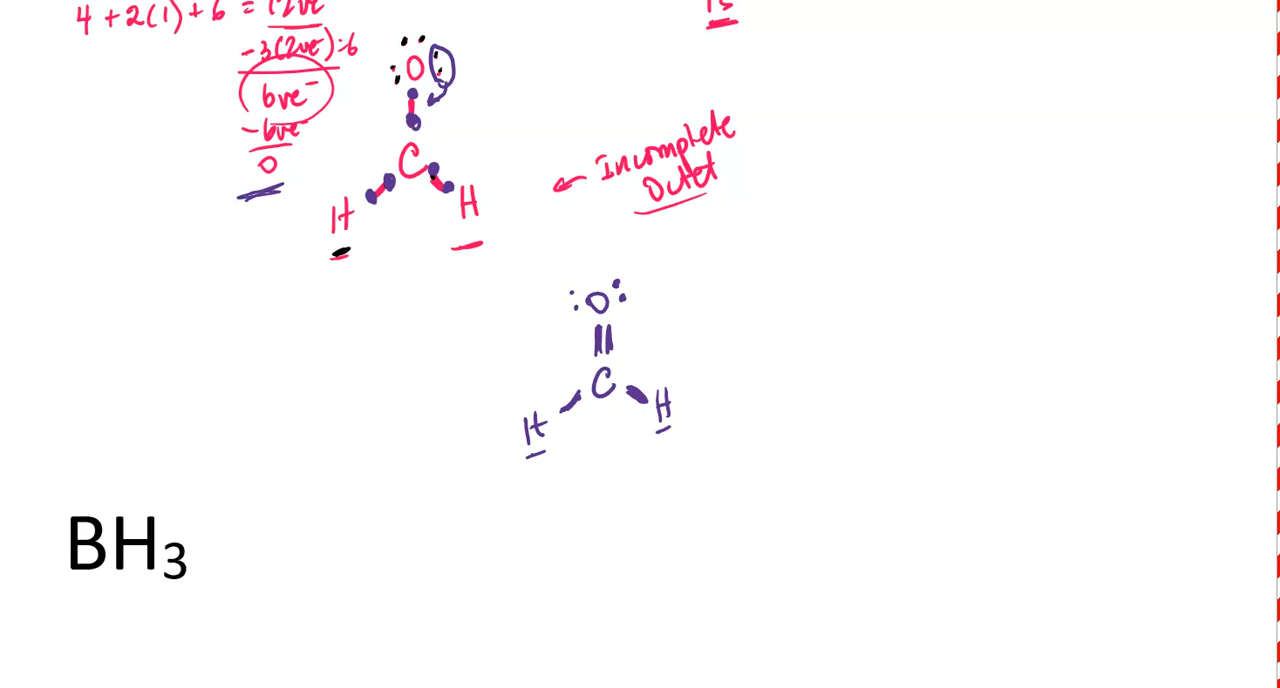 4 + 2(1) + 6 = 12ve⁻
-3(2ve⁻) = 6
6ve⁻
-6ve⁻
0
O
C
H H
← Incomplete
Octet
:O:
C
H H
BH₃